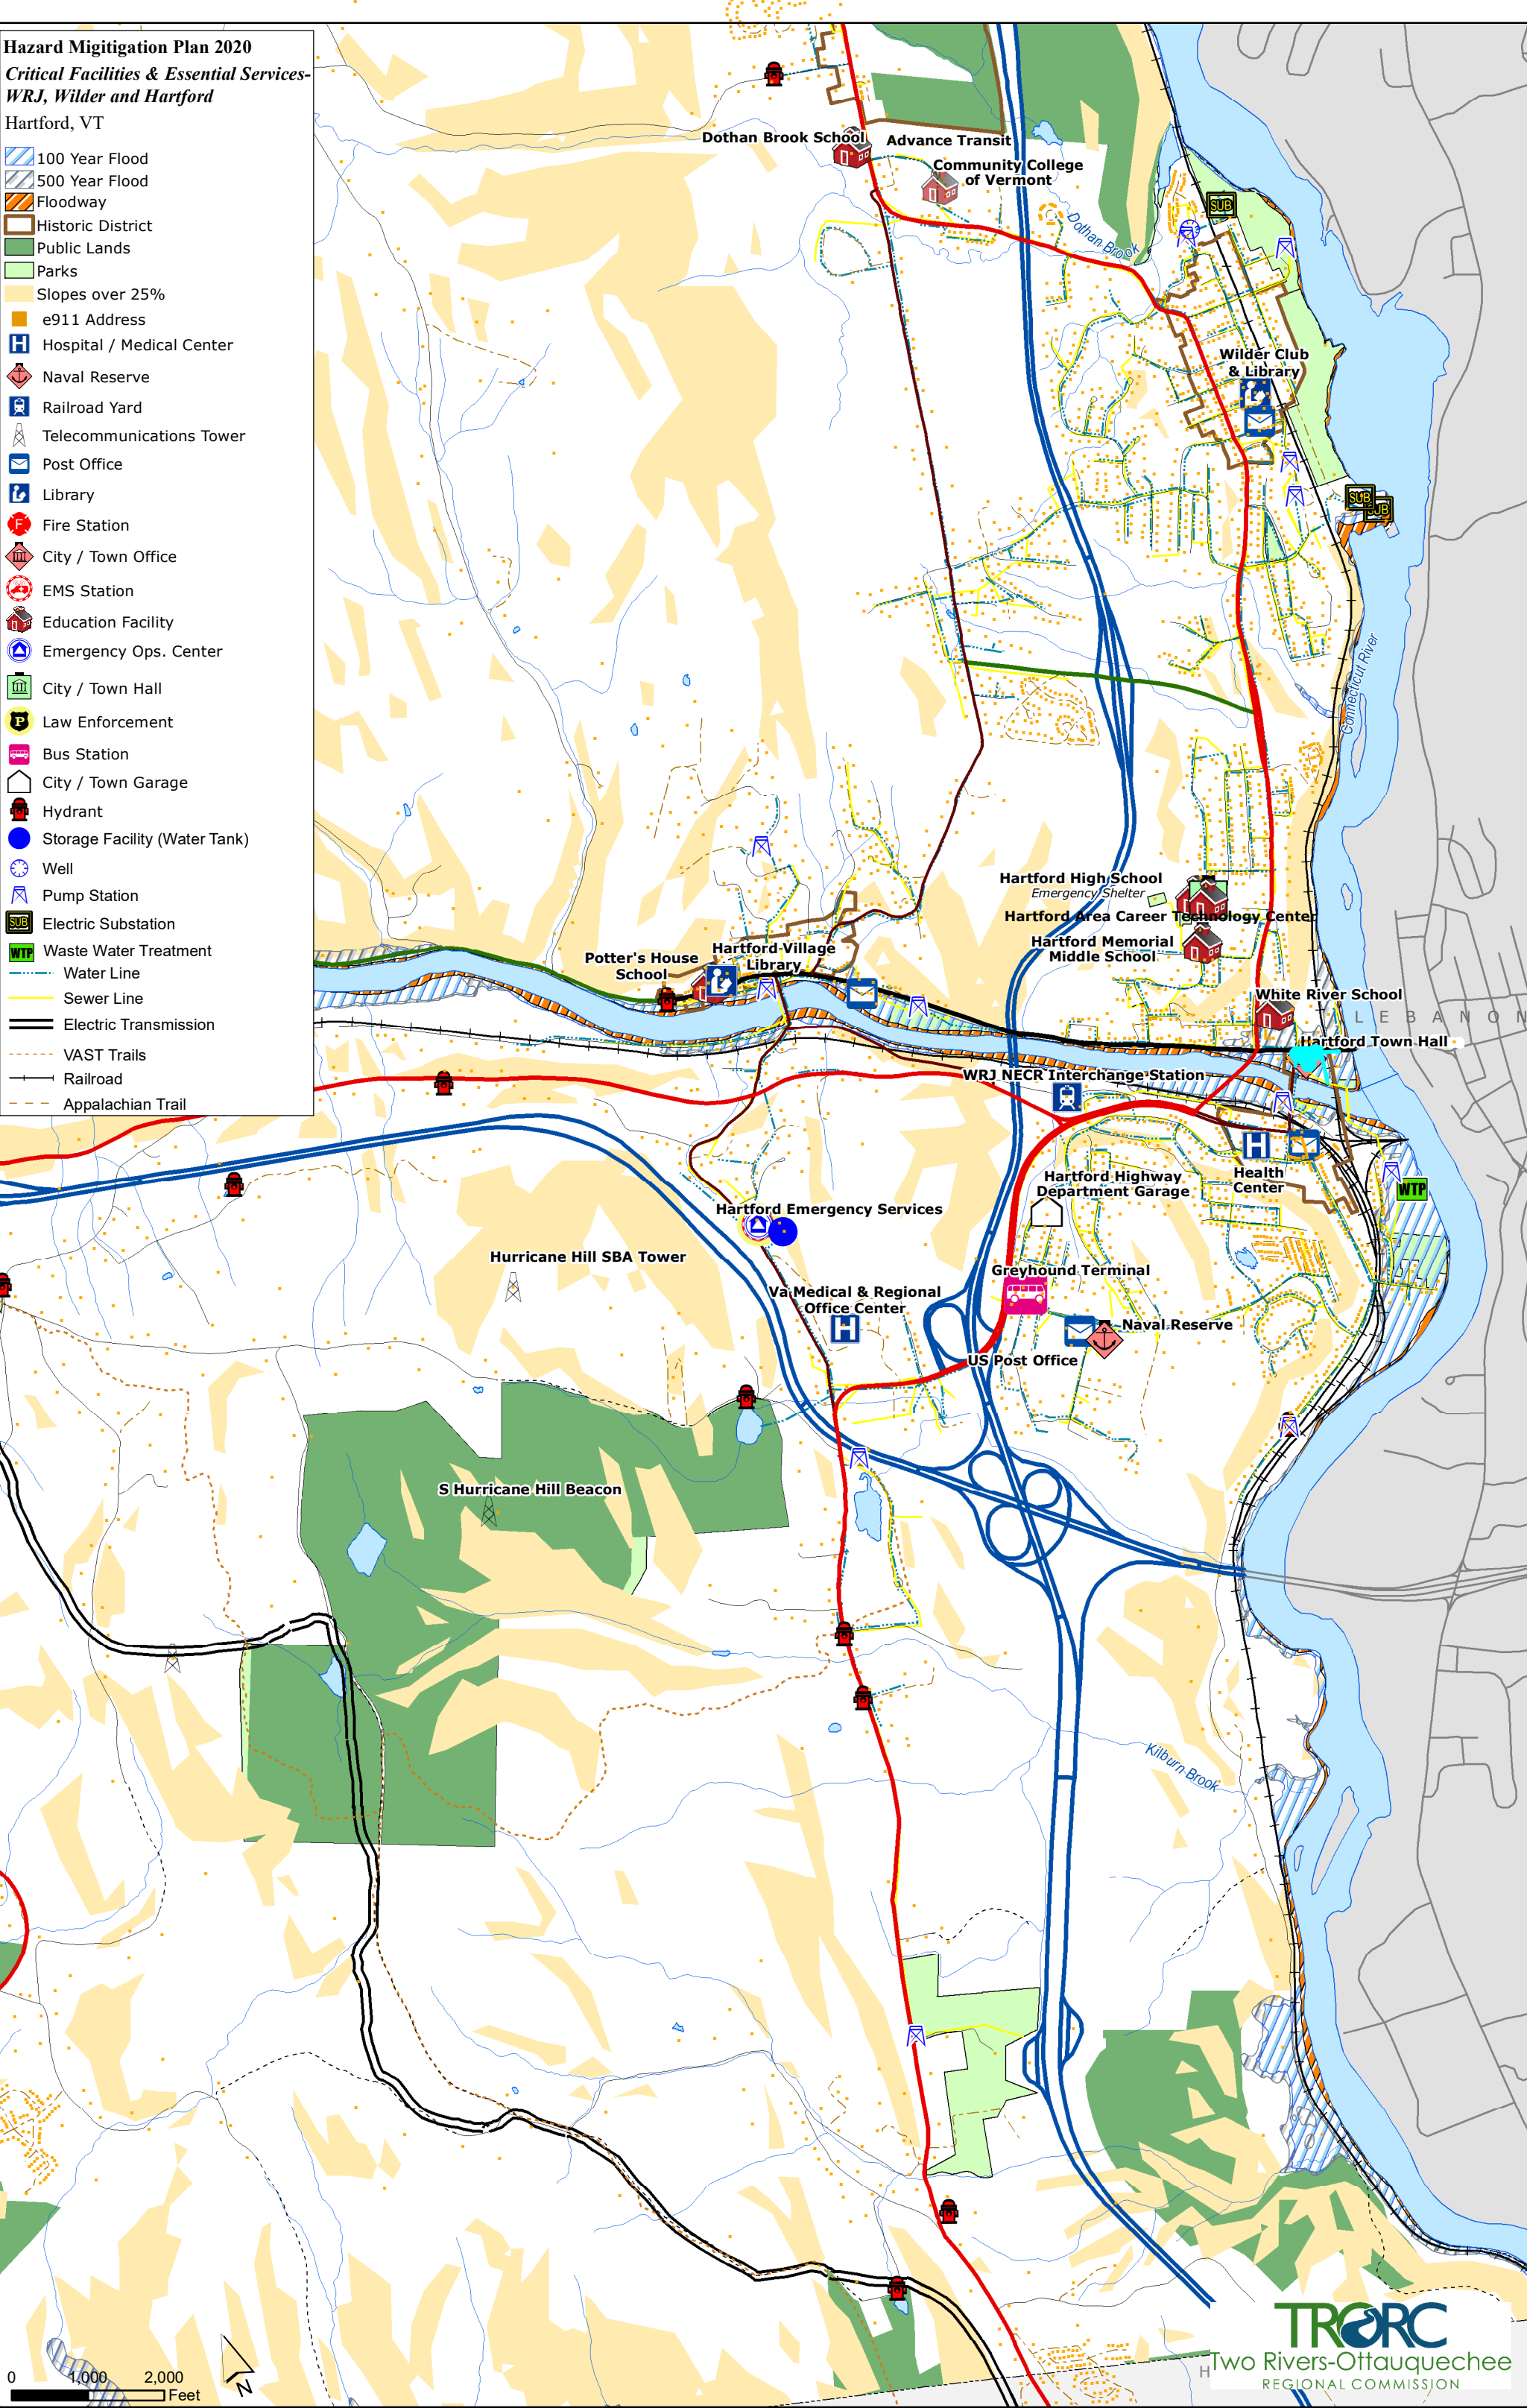 Hazard Migitigation Plan 2020
Critical Facilities & Essential Services-
WRJ, Wilder and Hartford
Hartford, VT
100 Year Flood
500 Year Flood
Floodway
Historic District
Public Lands
Parks
Slopes over 25%
e911 Address
H Hospital / Medical Center
Naval Reserve
Railroad Yard
Telecommunications Tower
Post Office
Library
F Fire Station
City / Town Office
EMS Station
Education Facility
Emergency Ops. Center
City / Town Hall
P Law Enforcement
Bus Station
City / Town Garage
Hydrant
Storage Facility (Water Tank)
Well
Pump Station
SUB Electric Substation
WTP Waste Water Treatment
Water Line
Sewer Line
Electric Transmission
VAST Trails
Railroad
Appalachian Trail
Dothan Brook School
Advance Transit
Community College
of Vermont
Dothan Brook
SUB
Wilder Club
& Library
SUB
SUB
Connecticut River
Hartford High School
Emergency Shelter
Hartford Area Career Technology Center
Hartford Memorial
Middle School
Potter's House
School
Hartford Village
Library
White River School
LEBANON
Hartford Town Hall
WRJ NECR Interchange Station
H
Health
Center
WTP
Hartford Highway
Department Garage
Hartford Emergency Services
Hurricane Hill SBA Tower
Greyhound Terminal
Va Medical & Regional
Office Center
H
Naval Reserve
US Post Office
S Hurricane Hill Beacon
Kilburn Brook
0 1,000 2,000
Feet
N
H
TRORC
Two Rivers-Ottauquechee
REGIONAL COMMISSION